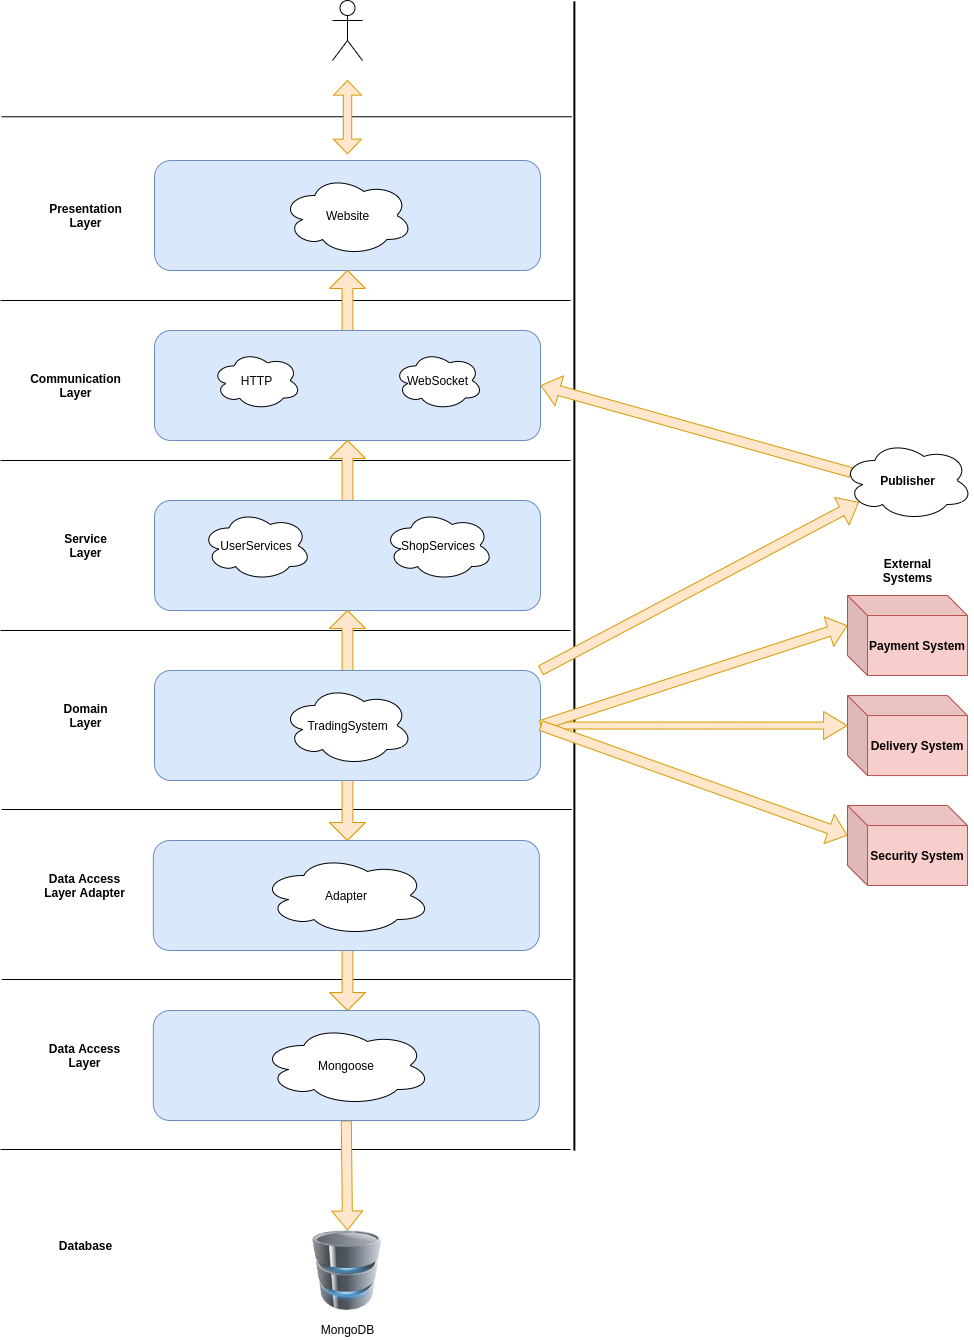 Presentation
Layer
Website
Communication
Layer
HTTP
WebSocket
Publisher
Service
Layer
UserServices
ShopServices
External
Systems
Payment System
Domain
Layer
TradingSystem
Delivery System
Security System
Data Access
Layer Adapter
Adapter
Data Access
Layer
Mongoose
Database
MongoDB